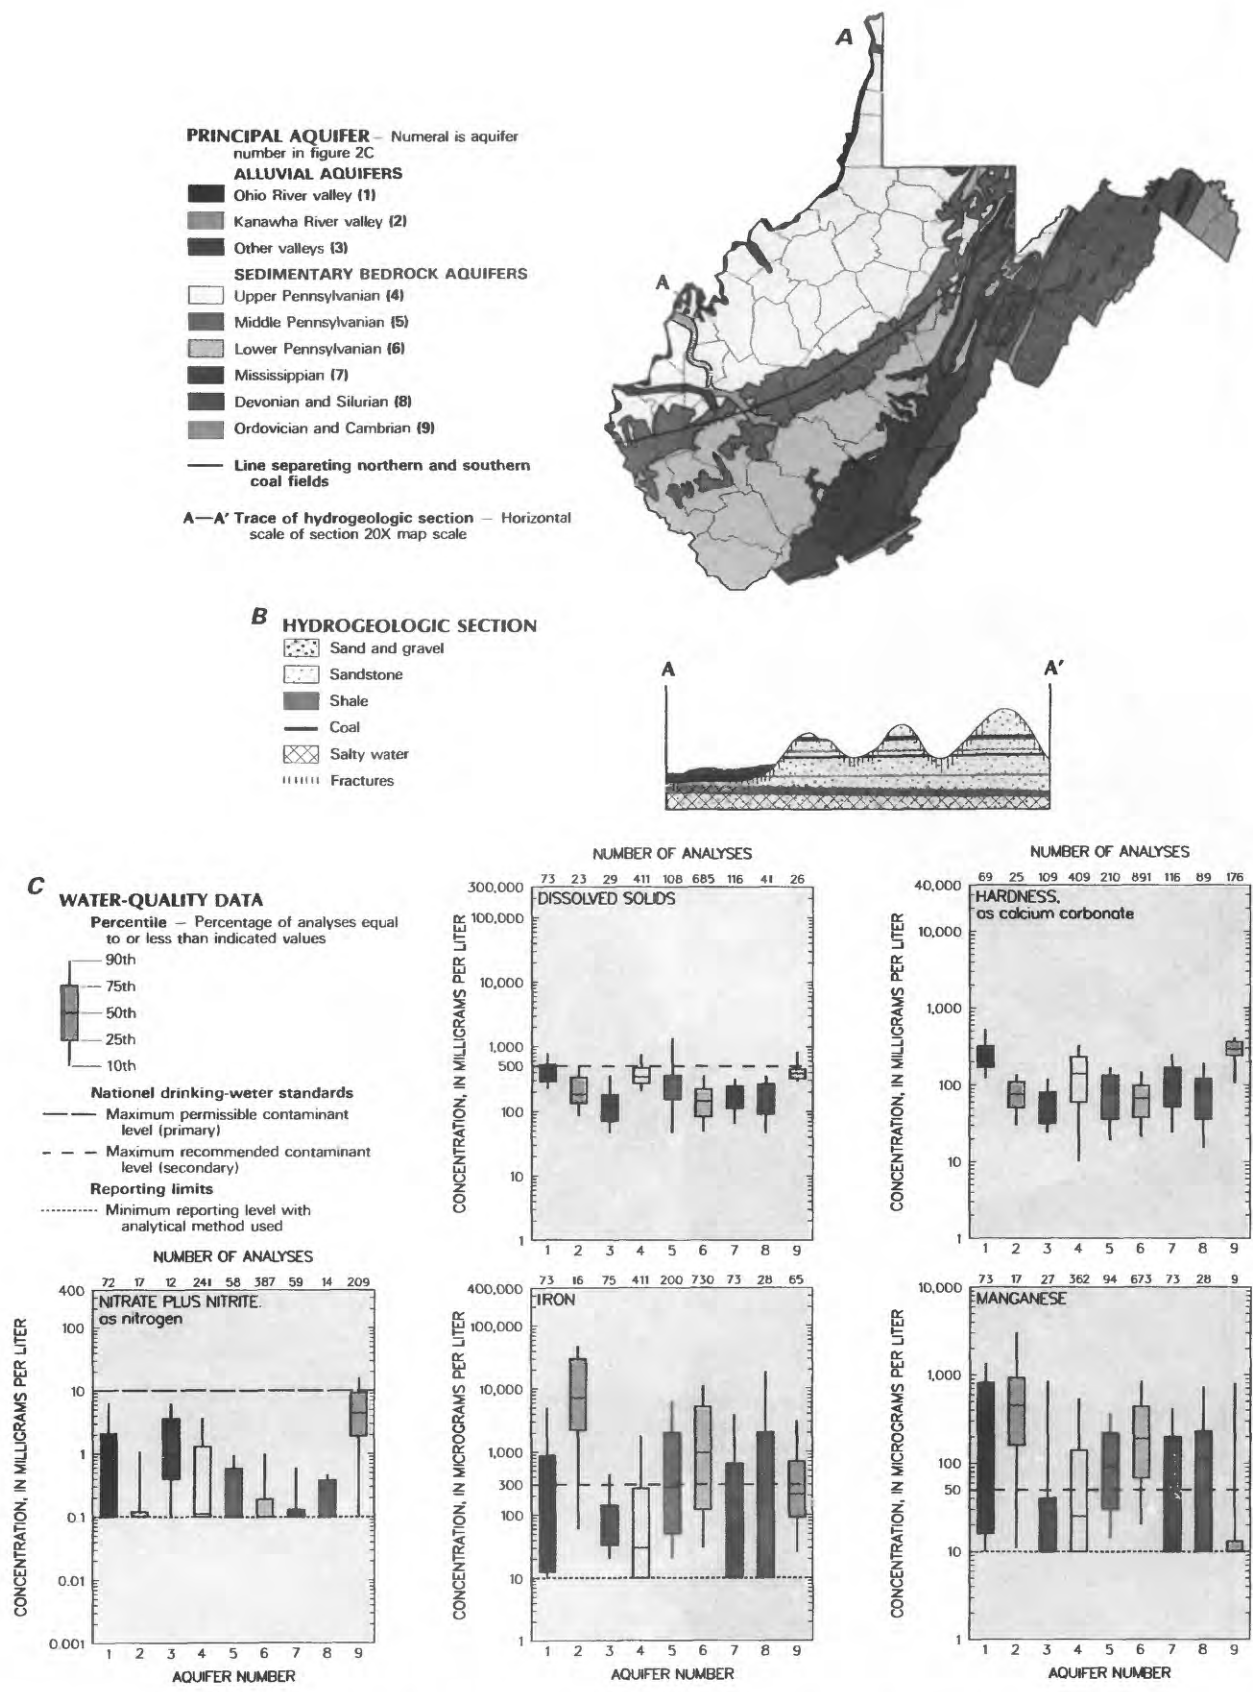 A
PRINCIPAL AQUIFER – Numeral is aquifer
number in figure 2C
ALLUVIAL AQUIFERS
Ohio River valley (1)
Kanawha River valley (2)
Other valleys (3)
SEDIMENTARY BEDROCK AQUIFERS
Upper Pennsylvanian (4)
Middle Pennsylvanian (5)
Lower Pennsylvanian (6)
Mississippian (7)
Devonian and Silurian (8)
Ordovician and Cambrian (9)
Line separeting northern and southern
coal fields
A—A' Trace of hydrogeologic section – Horizontal
scale of section 20X map scale
A
B HYDROGEOLOGIC SECTION
Sand and gravel
Sandstone
Shale
Coal
Salty water
Fractures
A A'
C WATER-QUALITY DATA
Percentile – Percentage of analyses equal
to or less than indicated values
90th
75th
50th
25th
10th
Nationel drinking-weter standards
Maximum permissible contaminant
level (primary)
Maximum recommended contaminant
level (secondary)
Reporting limits
Minimum reporting level with
analytical method used
NUMBER OF ANALYSES
73 23 29 411 108 685 116 41 26
DISSOLVED SOLIDS
CONCENTRATION, IN MILLIGRAMS PER LITER
300,000
100,000
10,000
1,000
500
100
10
1
1 2 3 4 5 6 7 8 9
NUMBER OF ANALYSES
69 25 109 409 210 891 116 89 176
HARDNESS,
as calcium carbonate
CONCENTRATION, IN MILLIGRAMS PER LITER
40,000
10,000
1,000
100
10
1
1 2 3 4 5 6 7 8 9
NUMBER OF ANALYSES
72 17 12 241 58 387 59 14 209
NITRATE PLUS NITRITE.
as nitrogen
CONCENTRATION, IN MILLIGRAMS PER LITER
400
100
10
1
0.1
0.01
0.001
1 2 3 4 5 6 7 8 9
AQUIFER NUMBER
73 16 75 411 200 730 73 28 65
IRON
CONCENTRATION, IN MICROGRAMS PER LITER
400,000
100,000
10,000
1,000
300
100
10
1
1 2 3 4 5 6 7 8 9
AQUIFER NUMBER
73 17 27 362 94 673 73 28 9
MANGANESE
CONCENTRATION, IN MICROGRAMS PER LITER
10,000
1,000
100
50
10
1
1 2 3 4 5 6 7 8 9
AQUIFER NUMBER